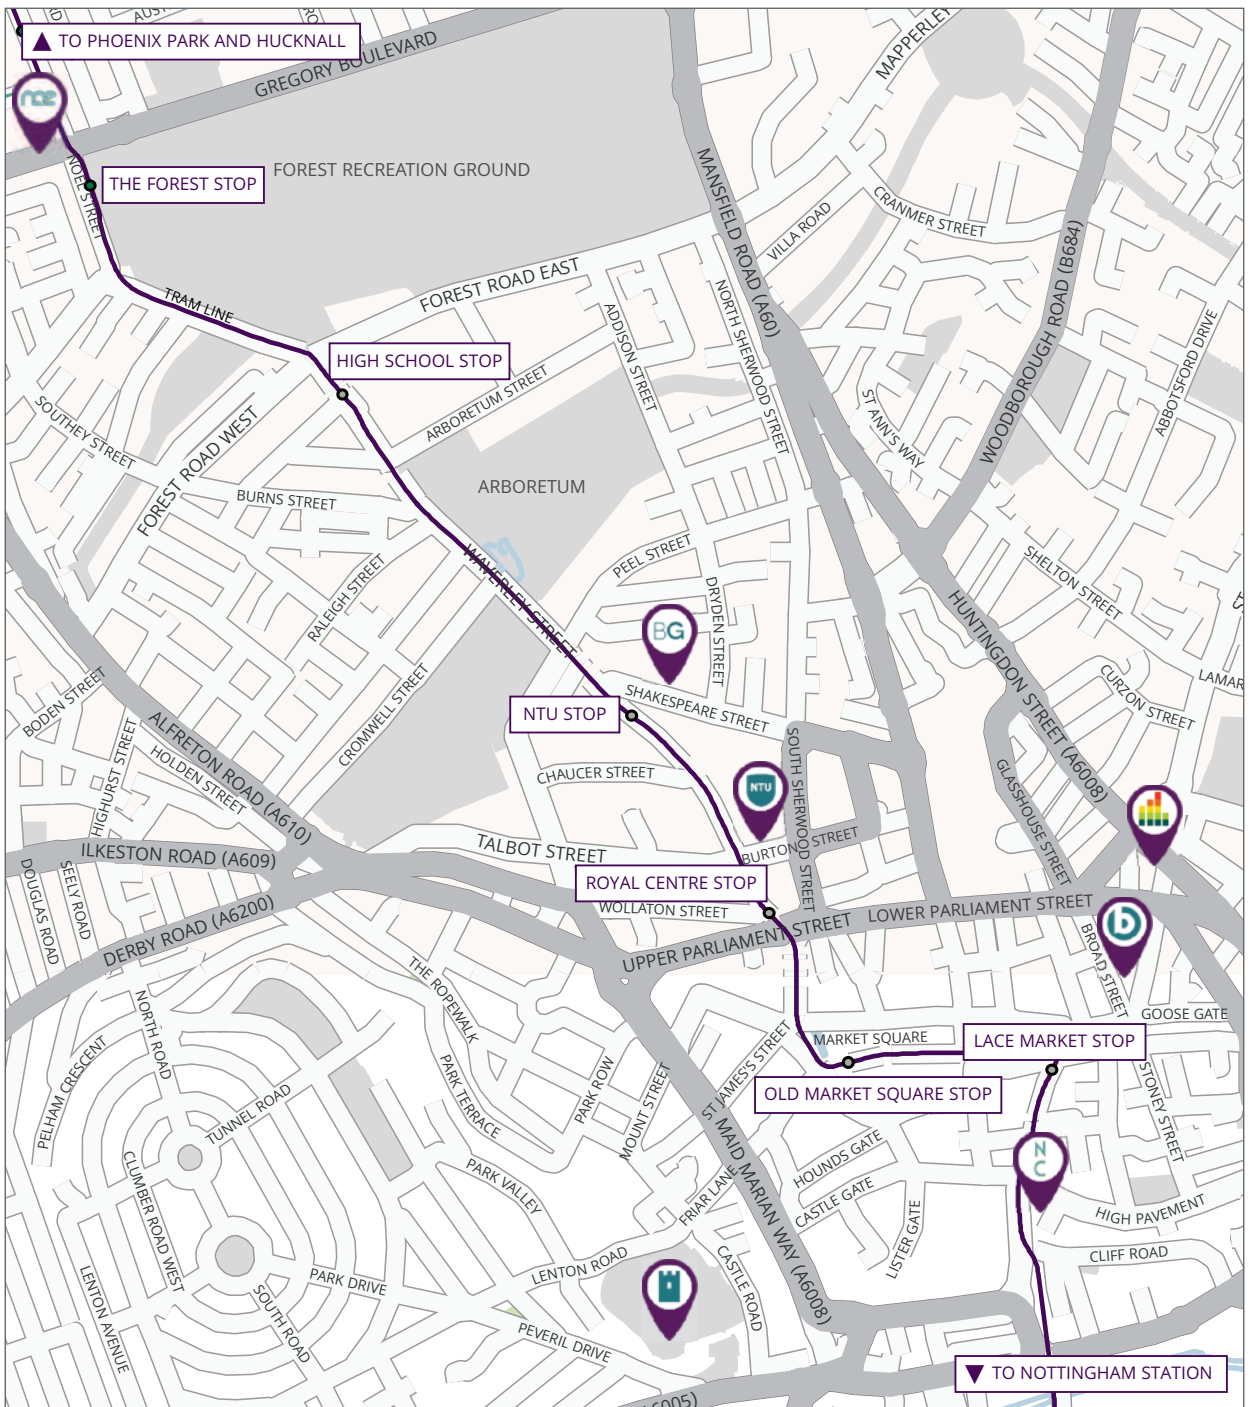 ▲ TO PHOENIX PARK AND HUCKNALL
GREGORY BOULEVARD
MAPPERLEY
nae
NOEL STREET
THE FOREST STOP
FOREST RECREATION GROUND
MANSFIELD ROAD (A60)
CRANMER STREET
VILLA ROAD
WOODBOROUGH ROAD (B684)
FOREST ROAD EAST
TRAM LINE
ADDISON STREET
NORTH SHERWOOD STREET
ABBOTSFORD DRIVE
HIGH SCHOOL STOP
ARBORETUM STREET
ST ANN'S WAY
SOUTHEY STREET
FOREST ROAD WEST
BURNS STREET
ARBORETUM
WAVERLEY STREET
PEEL STREET
RALEIGH STREET
DRYDEN STREET
SHELTON STREET
HUNTINGDON STREET (A6008)
BG
CURZON STREET
LAMAR
BODEN STREET
CROMWELL STREET
SHAKESPEARE STREET
NTU STOP
ALFRETON ROAD (A610)
HOLDEN STREET
HIGHURST STREET
CHAUCER STREET
NTU
SOUTH SHERWOOD STREET
GLASSHOUSE STREET
BURTON STREET
TALBOT STREET
ILKESTON ROAD (A609)
DOUGLAS ROAD
SEELY ROAD
ROYAL CENTRE STOP
WOLLATON STREET
LOWER PARLIAMENT STREET
UPPER PARLIAMENT STREET
DERBY ROAD (A6200)
b
BROAD STREET
THE ROPEWALK
NORTH ROAD
GOOSE GATE
MARKET SQUARE
LACE MARKET STOP
OLD MARKET SQUARE STOP
PELHAM CRESCENT
TUNNEL ROAD
PARK TERRACE
PARK ROW
MOUNT STREET
ST JAMES'S STREET
STONEY STREET
MAID MARIAN WAY (A6008)
HOUNDS GATE
CASTLE GATE
N
C
FRIAR LANE
PARK VALLEY
CLUMBER ROAD WEST
LISTER GATE
HIGH PAVEMENT
CLIFF ROAD
LENTON ROAD
CASTLE ROAD
PARK DRIVE
SOUTH ROAD
LENTON AVENUE
PEVERIL DRIVE
▼ TO NOTTINGHAM STATION